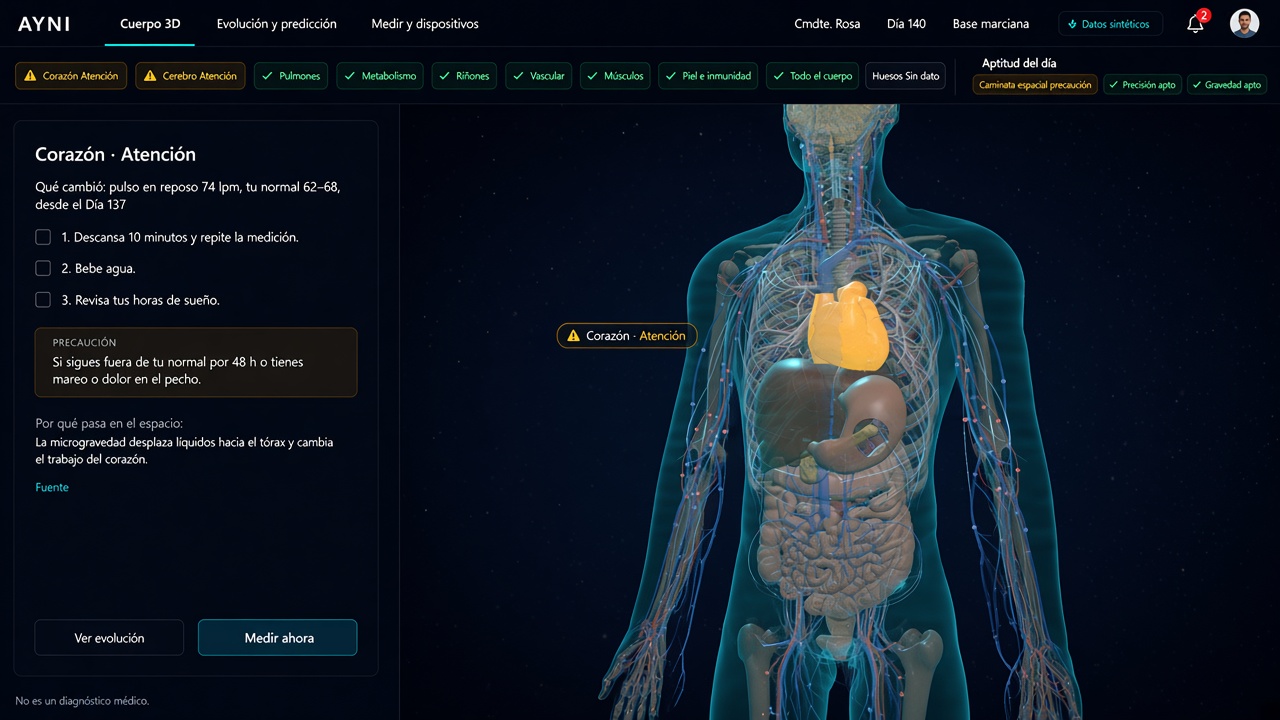 AYNI
Cuerpo 3D
Evolución y predicción
Medir y dispositivos
Cmdte. Rosa
Día 140
Base marciana
Datos sintéticos
2
Corazón Atención
Cerebro Atención
Pulmones
Metabolismo
Riñones
Vascular
Músculos
Piel e inmunidad
Todo el cuerpo
Huesos Sin dato
Aptitud del día
Caminata espacial precaución
Precisión apto
Gravedad apto
Corazón · Atención
Qué cambió: pulso en reposo 74 lpm, tu normal 62–68,
desde el Día 137
1. Descansa 10 minutos y repite la medición.
2. Bebe agua.
3. Revisa tus horas de sueño.
PRECAUCIÓN
Si sigues fuera de tu normal por 48 h o tienes
mareo o dolor en el pecho.
Por qué pasa en el espacio:
La microgravedad desplaza líquidos hacia el tórax y cambia
el trabajo del corazón.
Fuente
Ver evolución
Medir ahora
No es un diagnóstico médico.
Corazón · Atención